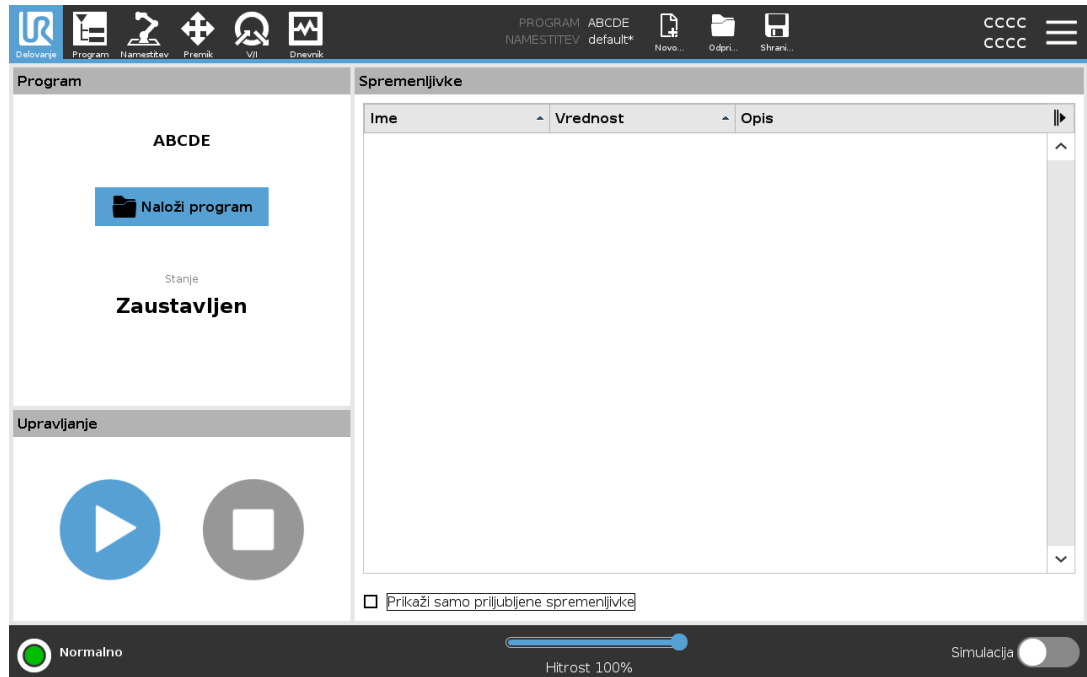 PROGRAM ABCDE
NAMESTITEV default*
CCCC
CCCC
Delovanje Program Namestitev Premik V/I Dnevnik Novo... Odpri... Shrani...
Program
ABCDE
Naloži program
Stanje
Zaustavljen
Upravljanje
Spremenljivke
Ime Vrednost Opis
Prikaži samo priljubljene spremenljivke
Normalno
Hitrost 100%
Simulacija